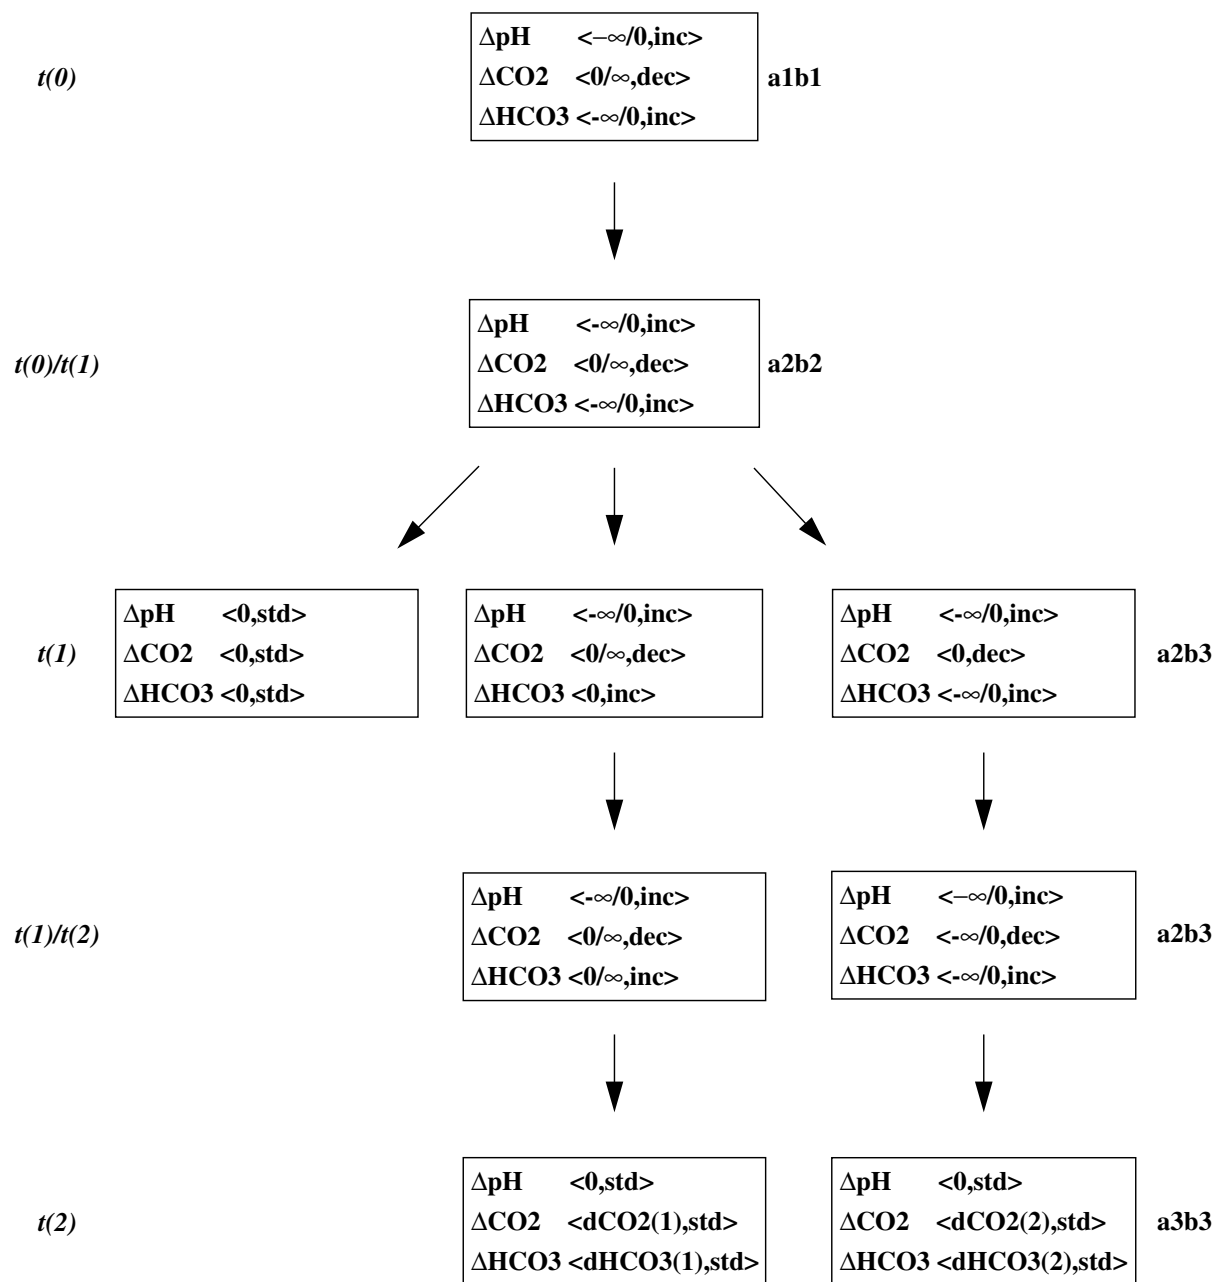 t(0)
ΔpH <−∞/0,inc>
ΔCO2 <0/∞,dec>
ΔHCO3 <-∞/0,inc>
a1b1
t(0)/t(1)
ΔpH <-∞/0,inc>
ΔCO2 <0/∞,dec>
ΔHCO3 <-∞/0,inc>
a2b2
t(1)
ΔpH <0,std>
ΔCO2 <0,std>
ΔHCO3 <0,std>
ΔpH <-∞/0,inc>
ΔCO2 <0/∞,dec>
ΔHCO3 <0,inc>
ΔpH <-∞/0,inc>
ΔCO2 <0,dec>
ΔHCO3 <-∞/0,inc>
a2b3
t(1)/t(2)
ΔpH <-∞/0,inc>
ΔCO2 <0/∞,dec>
ΔHCO3 <0/∞,inc>
ΔpH <−∞/0,inc>
ΔCO2 <-∞/0,dec>
ΔHCO3 <-∞/0,inc>
a2b3
t(2)
ΔpH <0,std>
ΔCO2 <dCO2(1),std>
ΔHCO3 <dHCO3(1),std>
ΔpH <0,std>
ΔCO2 <dCO2(2),std>
ΔHCO3 <dHCO3(2),std>
a3b3